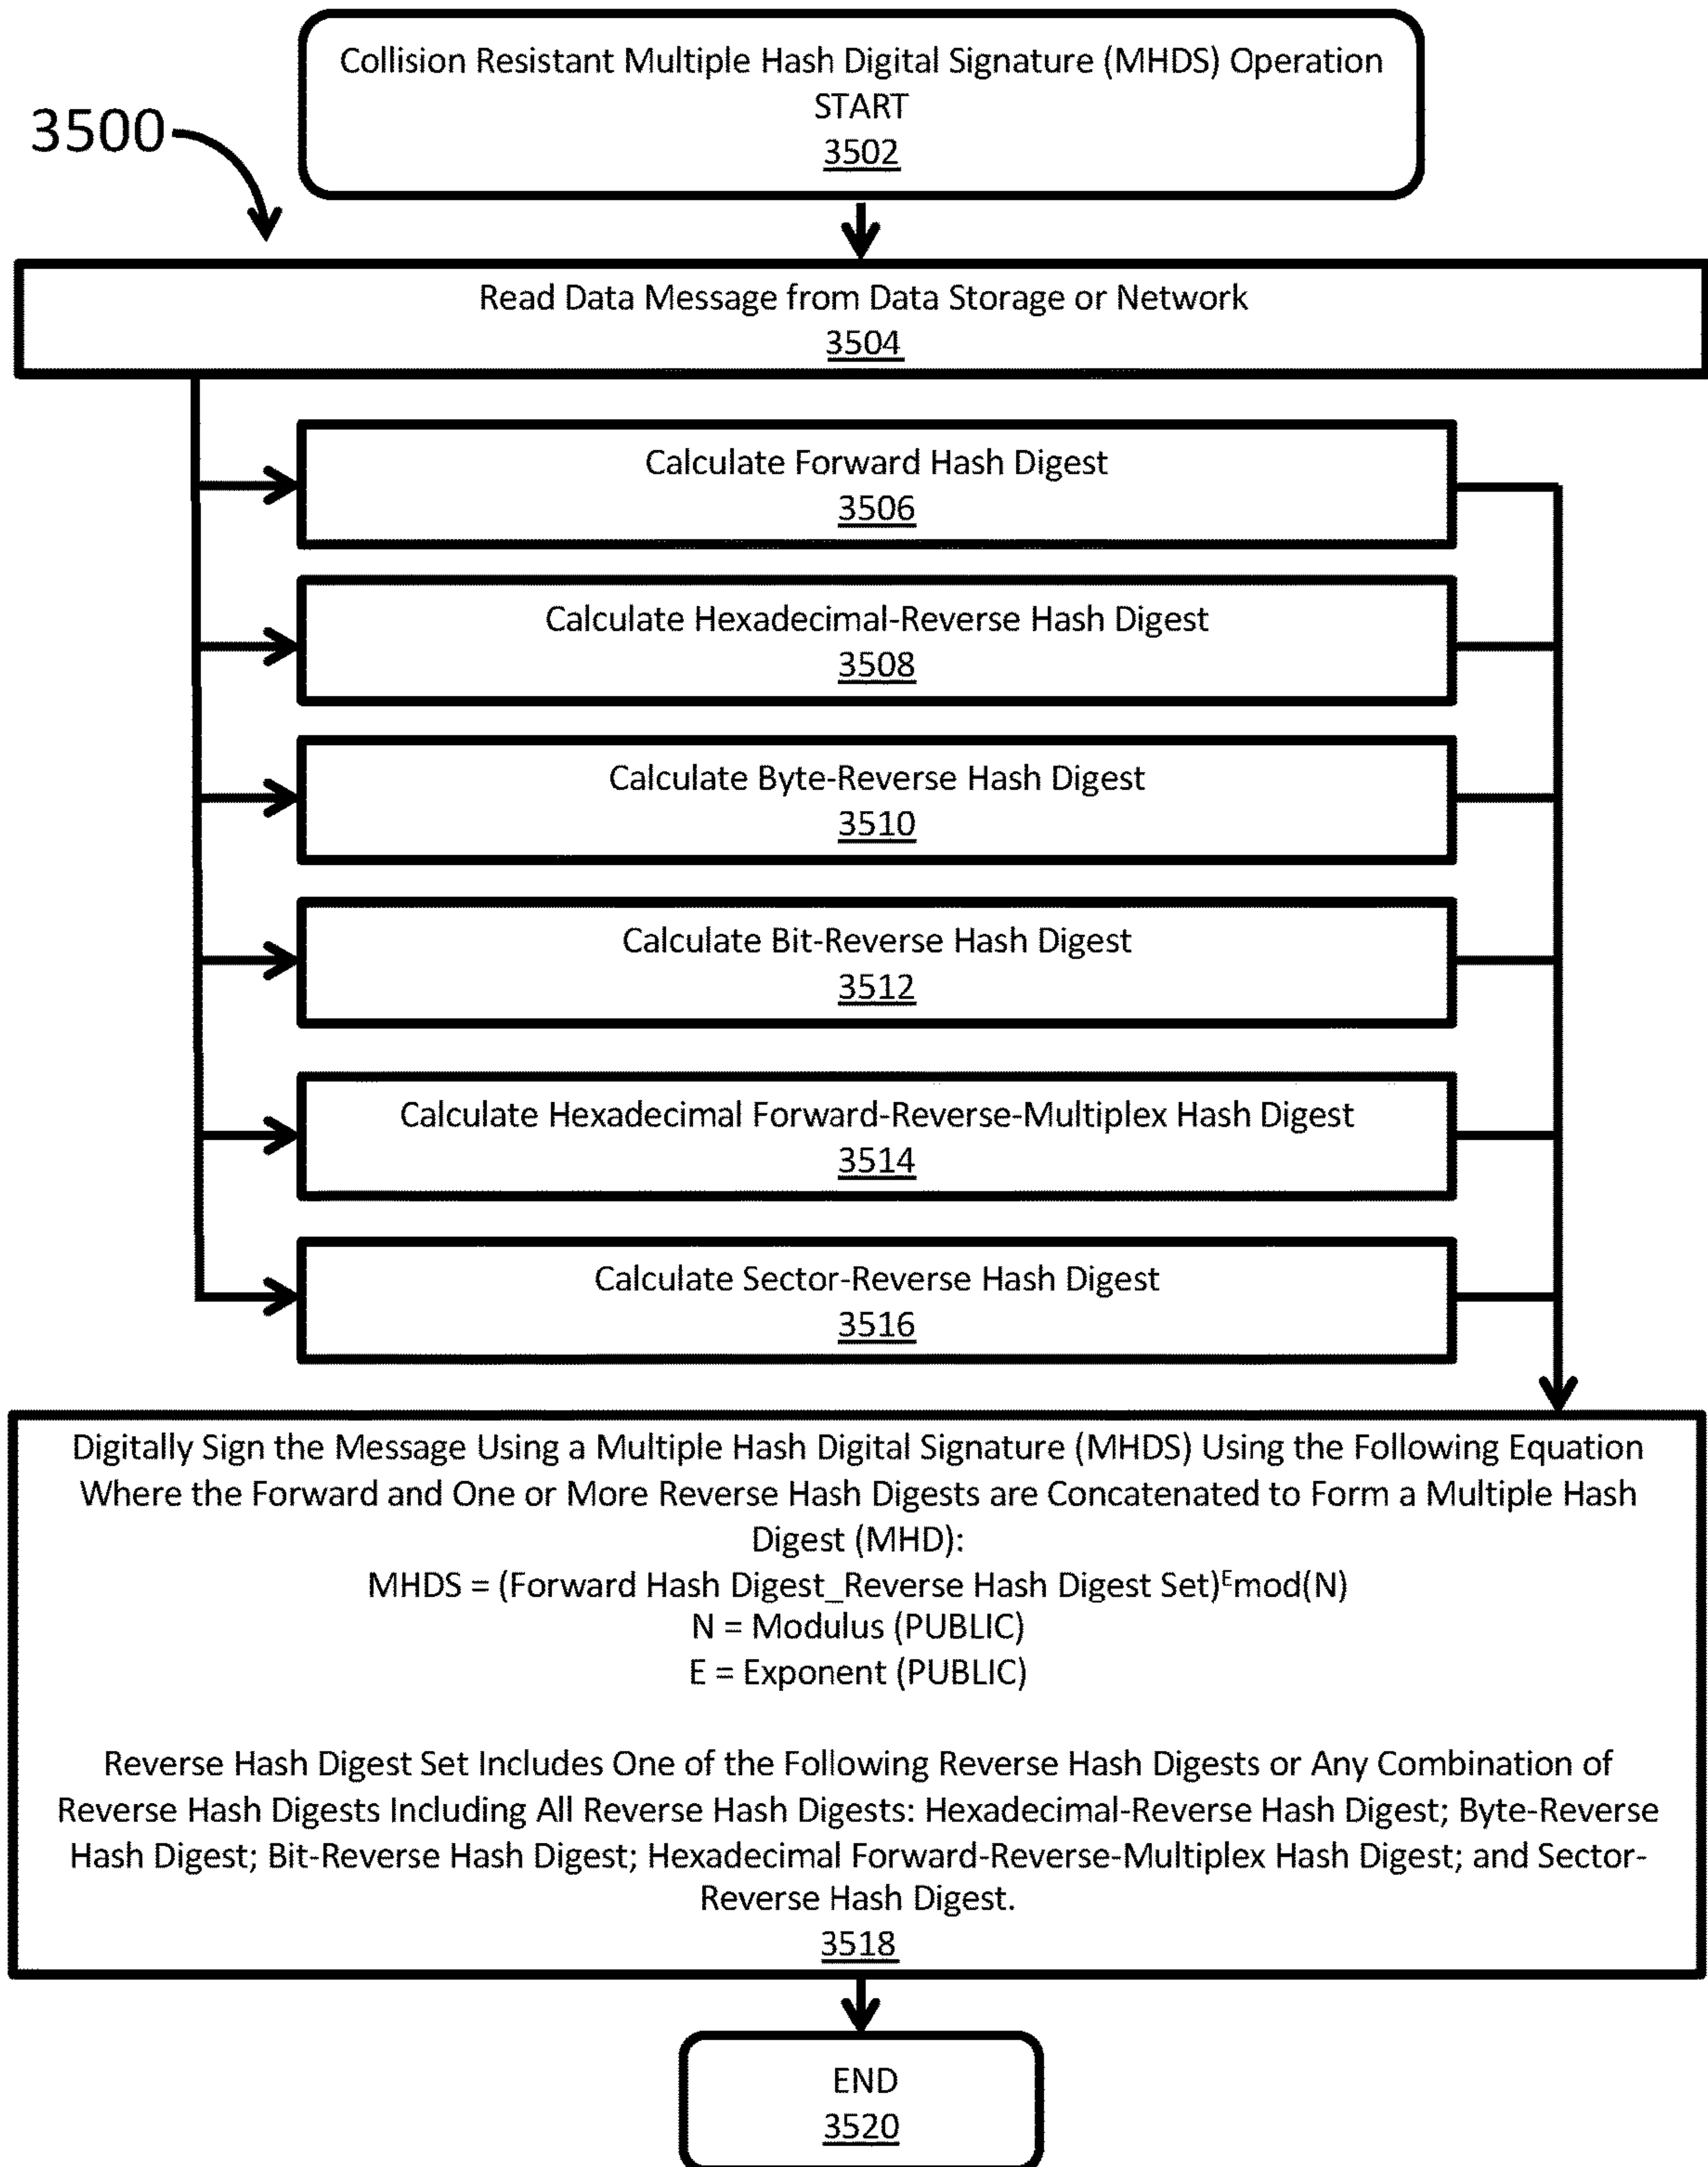 Collision Resistant Multiple Hash Digital Signature (MHDS) Operation
START
3502
3500
Read Data Message from Data Storage or Network
3504
Calculate Forward Hash Digest
3506
Calculate Hexadecimal-Reverse Hash Digest
3508
Calculate Byte-Reverse Hash Digest
3510
Calculate Bit-Reverse Hash Digest
3512
Calculate Hexadecimal Forward-Reverse-Multiplex Hash Digest
3514
Calculate Sector-Reverse Hash Digest
3516
Digitally Sign the Message Using a Multiple Hash Digital Signature (MHDS) Using the Following Equation
Where the Forward and One or More Reverse Hash Digests are Concatenated to Form a Multiple Hash
Digest (MHD):
MHDS = (Forward Hash Digest_Reverse Hash Digest Set)ᴱmod(N)
N = Modulus (PUBLIC)
E = Exponent (PUBLIC)
Reverse Hash Digest Set Includes One of the Following Reverse Hash Digests or Any Combination of
Reverse Hash Digests Including All Reverse Hash Digests: Hexadecimal-Reverse Hash Digest; Byte-Reverse
Hash Digest; Bit-Reverse Hash Digest; Hexadecimal Forward-Reverse-Multiplex Hash Digest; and Sector-
Reverse Hash Digest.
3518
END
3520